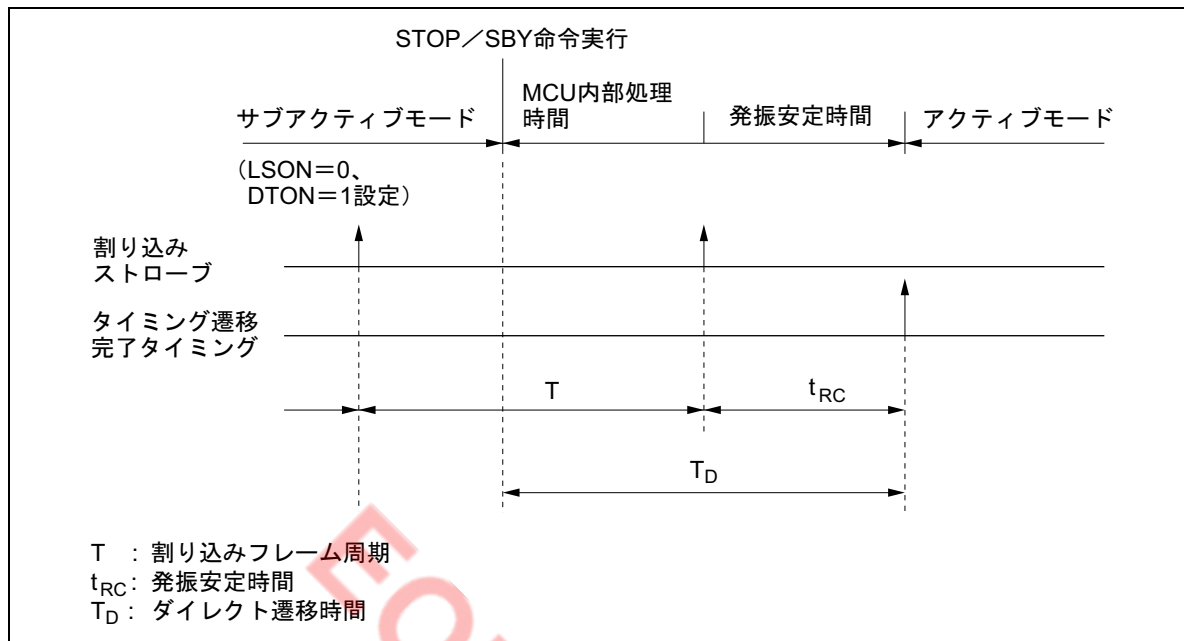 STOP／SBY命令実行
MCU内部処理
時間
サブアクティブモード
発振安定時間
アクティブモード
（LSON＝0、
DTON＝1設定）
割り込み
ストローブ
タイミング遷移
完了タイミング
T
tRC
TD
T ：割り込みフレーム周期
tRC：発振安定時間
TD ：ダイレクト遷移時間
EO